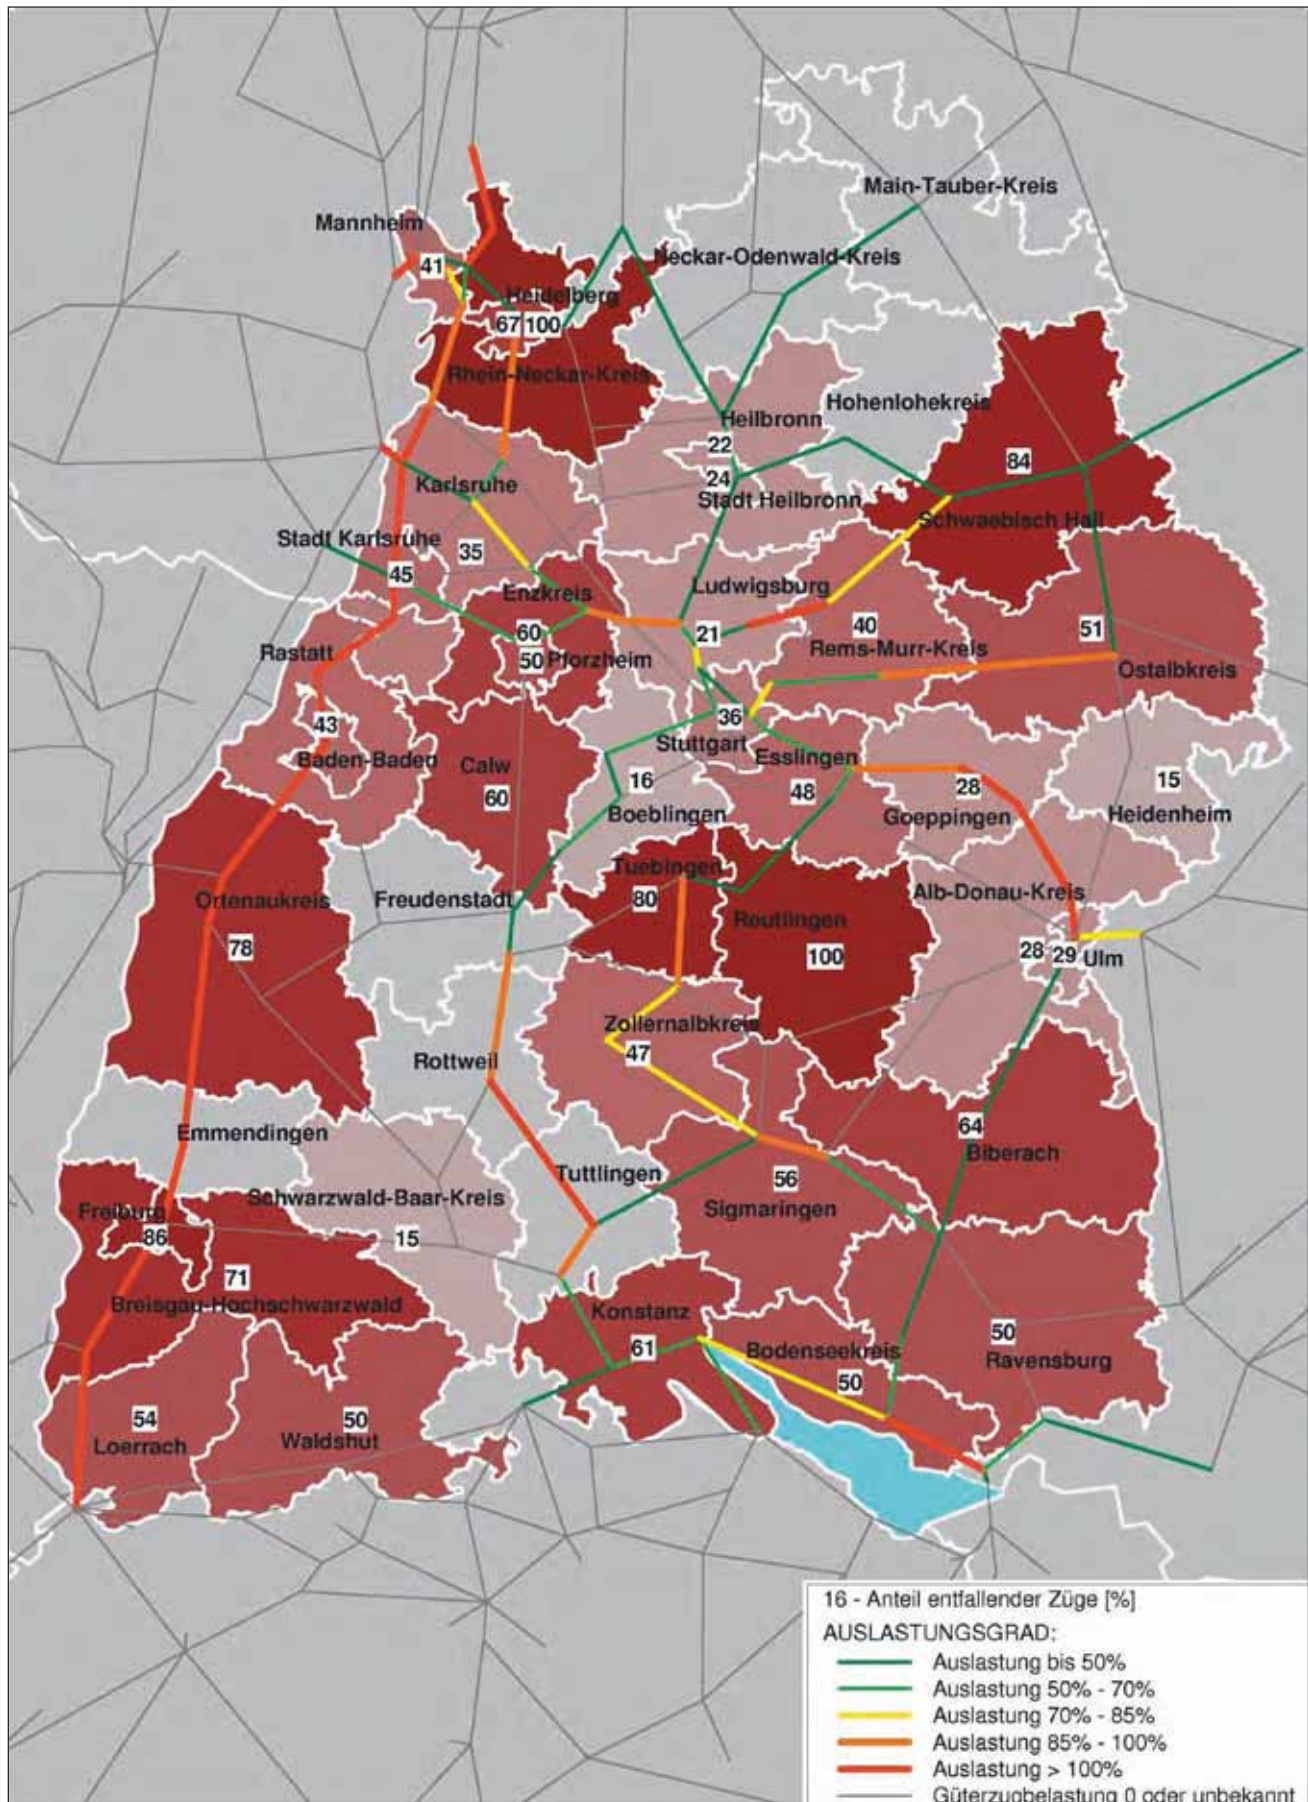 Main-Tauber-Kreis
Mannheim
Neckar-Odenwald-Kreis
41
Heidelberg
67
100
Rhein-Neckar-Kreis
Hohenlohekreis
Heilbronn
22
84
24
Karlsruhe
Stadt Heilbronn
Schwaebisch Hall
Stadt Karlsruhe
35
45
Enzkreis
Ludwigsburg
40
51
60
21
Rastatt
Rems-Murr-Kreis
50
Pforzheim
Ostalbkreis
43
36
Stuttgart
Baden-Baden
Calw
Esslingen
16
28
15
60
48
Boeblingen
Goeppingen
Heidenheim
Tuebingen
Ortenaukreis
Freudenstadt
80
Alb-Donau-Kreis
Reutlingen
78
100
28
29
Ulm
Zollernalbkreis
47
Rottweil
64
Emmendingen
Biberach
Tuttlingen
56
Schwarzwald-Baar-Kreis
Freiburg
Sigmaringen
86
15
71
Breisgau-Hochschwarzwald
Konstanz
61
50
Bodenseekreis
Ravensburg
50
54
50
Loerrach
Waldshut
16 - Anteil entfallender Züge [%]
AUSLASTUNGSGRAD:
Auslastung bis 50%
Auslastung 50% - 70%
Auslastung 70% - 85%
Auslastung 85% - 100%
Auslastung > 100%
Güterzugbelastung 0 oder unbekannt